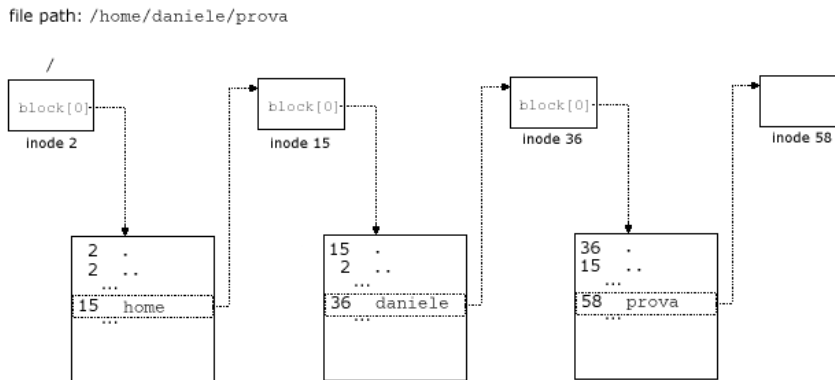 file path: /home/daniele/prova
/
block[0]
inode 2
block[0]
inode 15
block[0]
inode 36
inode 58
2 .
2 ..
...
15 home
...
15 .
2 ..
...
36 daniele
...
36 .
15 ..
...
58 prova
...